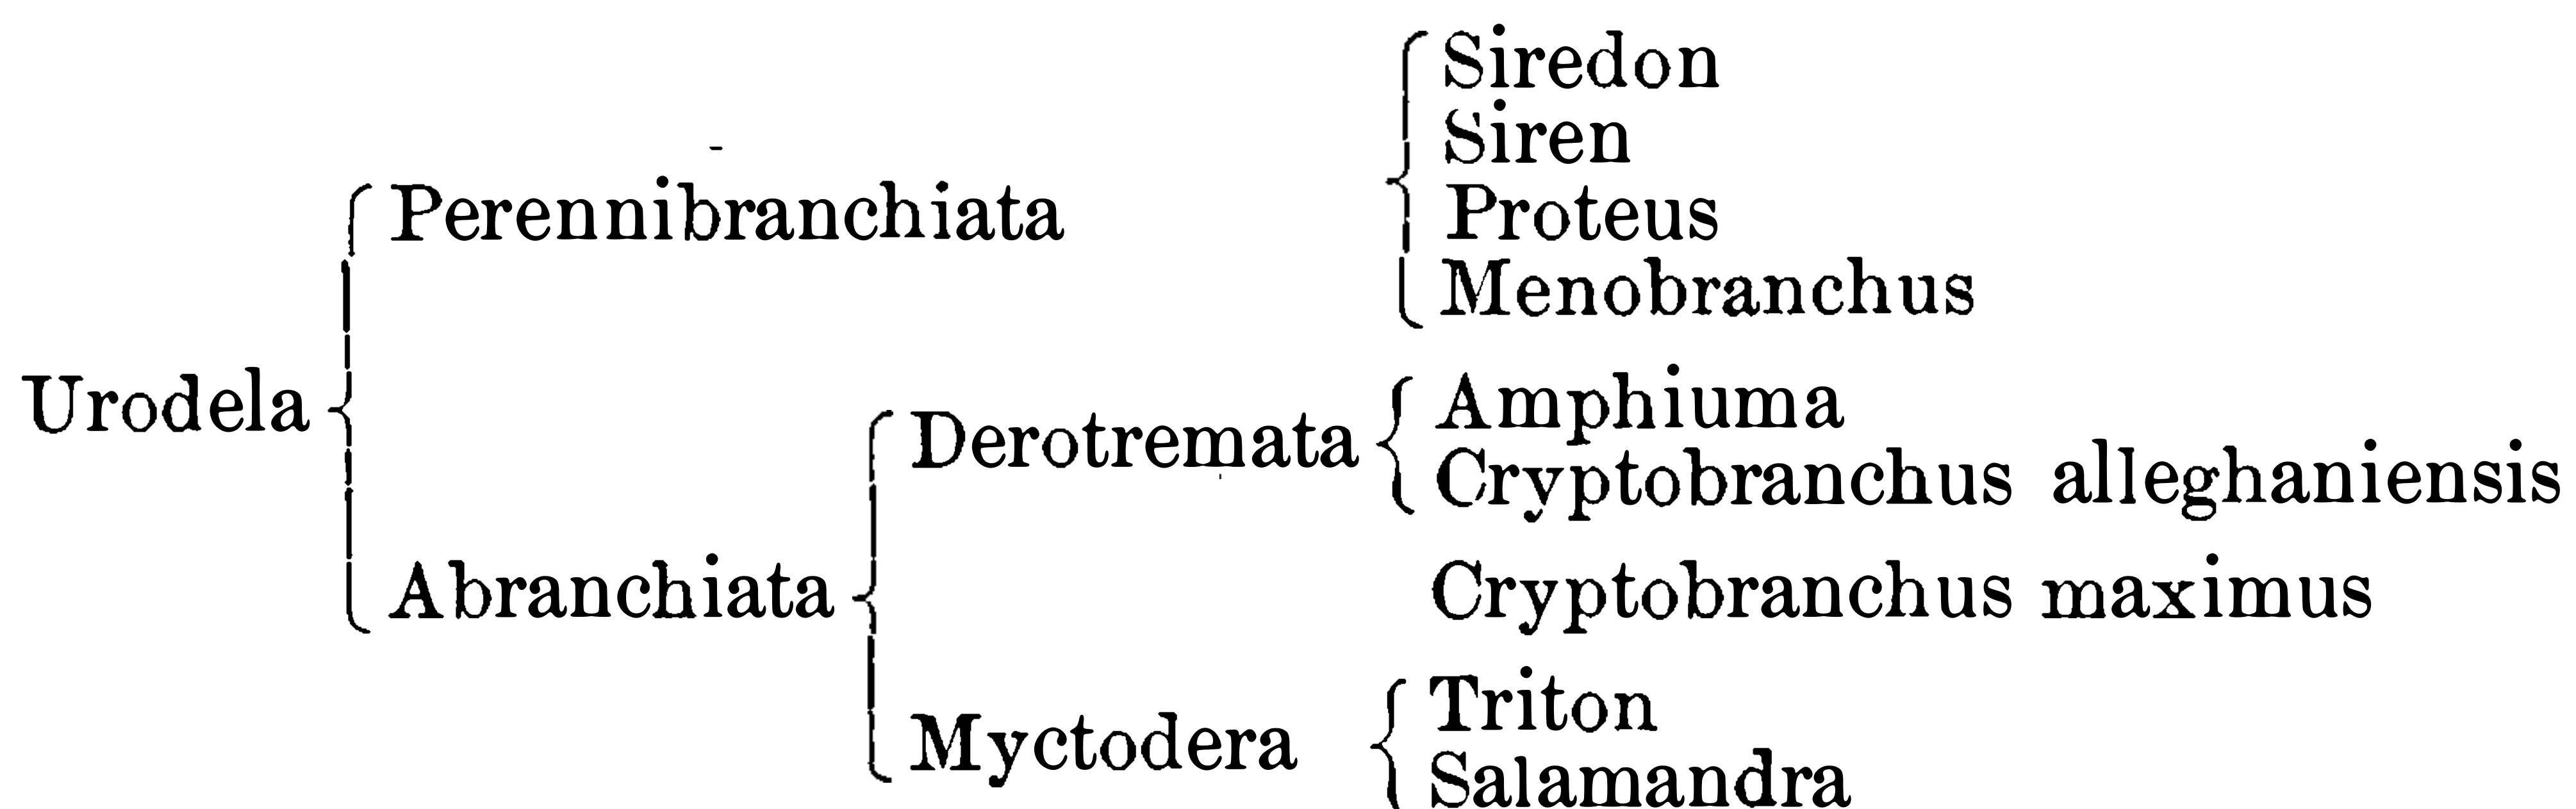 Siredon
Siren
Perennibranchiata
Proteus
Menobranchus
Urodela
Amphiuma
Derotremata
Cryptobranchus alleghaniensis
Abranchiata
Cryptobranchus maximus
Triton
Myctodera
Salamandra